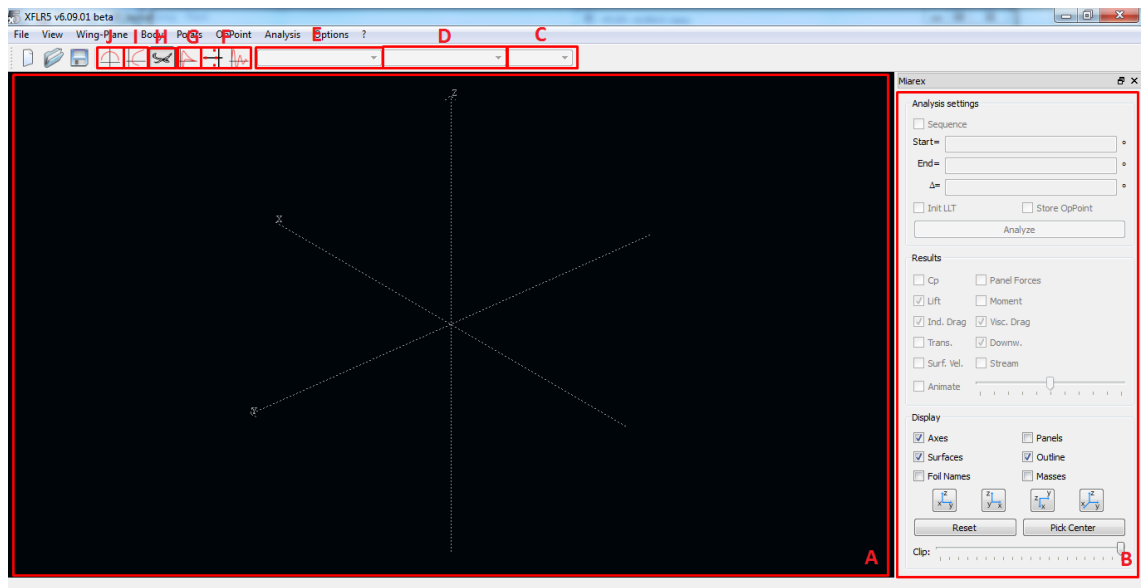 XFLR5 v6.09.01 beta
File View Wing-Plane Body Polars OpPoint Analysis Options ?
J I H G F E D C
Miarex
Analysis settings
Sequence
Start= °
End= °
Δ= °
Init LLT Store OpPoint
Analyze
Results
Cp Panel Forces
Lift Moment
Ind. Drag Visc. Drag
Trans. Downw.
Surf. Vel. Stream
Animate
Display
Axes Panels
Surfaces Outline
Foil Names Masses
z x y z y x z y x z x y
Reset Pick Center
Clip:
Z
X
A
B